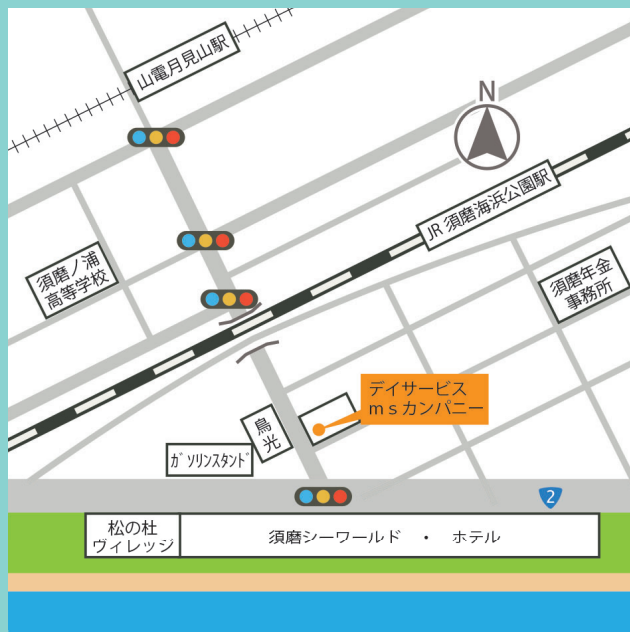 山電月見山駅
N
JR 須磨海浜公園駅
須磨ノ浦
高等学校
須磨年金
事務所
デイサービス
ｍｓカンパニー
鳥光
ｶﾞｿﾘﾝｽﾀﾝﾄﾞ
2
松の杜
ヴィレッジ
須磨シーワールド ・ ホテル